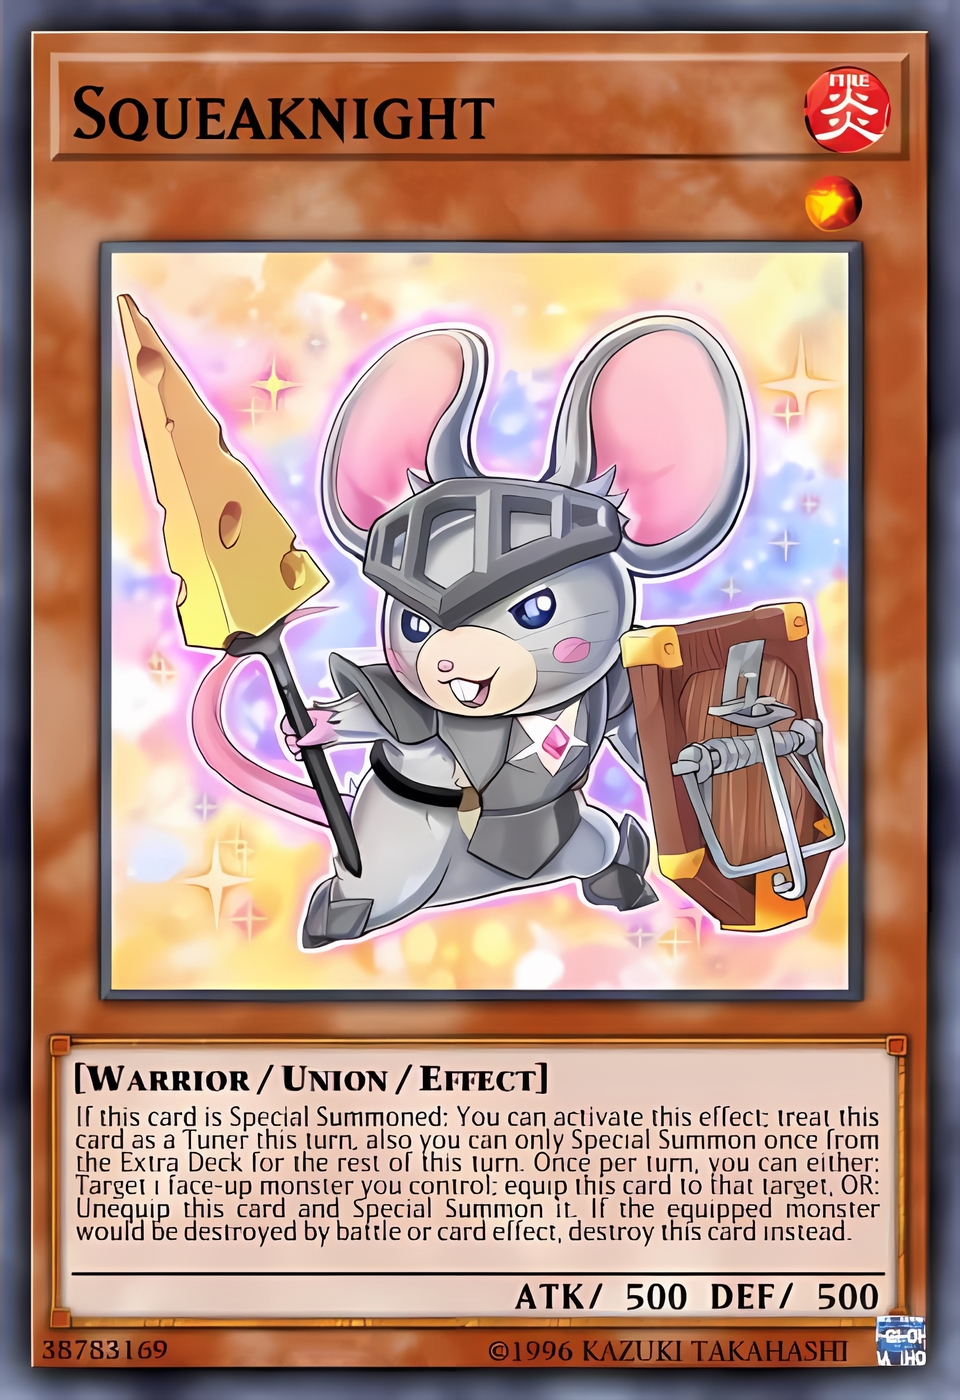 Squeaknight
炎
[Warrior / Union / Effect]
If this card is Special Summoned: You can activate this effect; treat this
card as a Tuner this turn, also you can only Special Summon once from
the Extra Deck for the rest of this turn. Once per turn, you can either:
Target 1 face-up monster you control; equip this card to that target, OR:
Unequip this card and Special Summon it. If the equipped monster
would be destroyed by battle or card effect, destroy this card instead.
ATK/ 500 DEF/ 500
38783169
©1996 KAZUKI TAKAHASHI